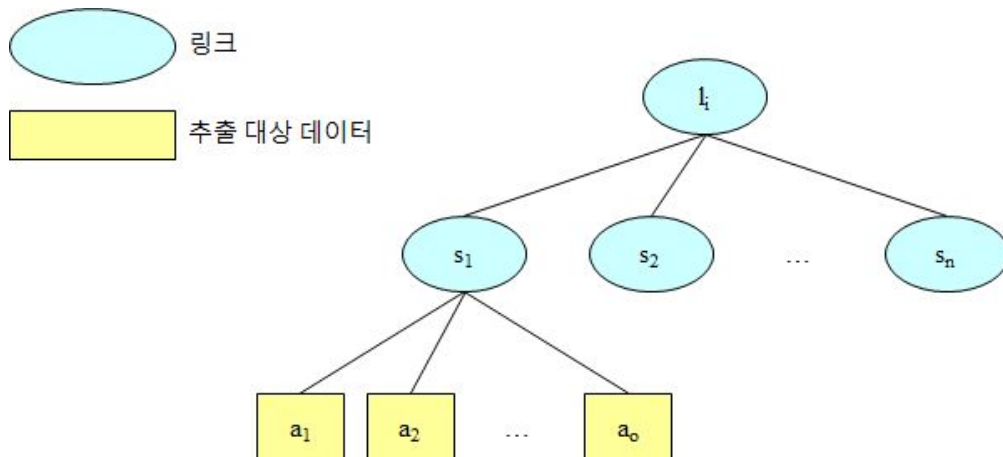 링크
추출 대상 데이터
lᵢ
s₁ s₂ ... sₙ
a₁ a₂ ... aₒ